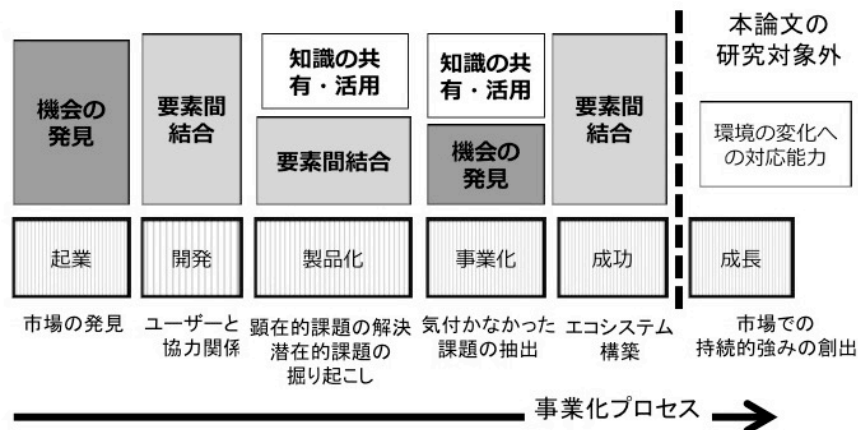 本論文の
研究対象外
機会の
発見
要素間
結合
知識の共
有・活用
要素間結合
知識の共
有・活用
機会の
発見
要素間
結合
環境の変化へ
の対応能力
起業
開発
製品化
事業化
成功
成長
市場の発見
ユーザーと
協力関係
顕在的課題の解決
潜在的課題の
掘り起こし
気付かなかった
課題の抽出
エコシステム
構築
市場での
持続的強みの創出
事業化プロセス